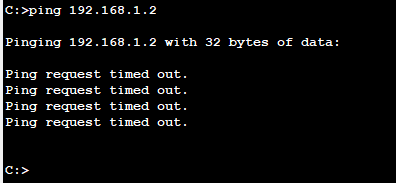 C:>ping 192.168.1.2
Pinging 192.168.1.2 with 32 bytes of data:
Ping request timed out.
Ping request timed out.
Ping request timed out.
Ping request timed out.
C:>